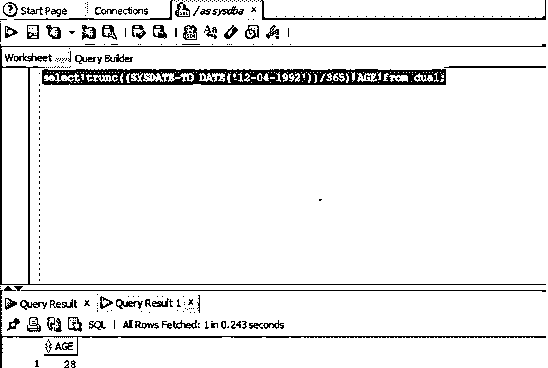 Start Page Connections / as sysdba ×
Worksheet Query Builder
select trunc((SYSDATE-TO_DATE('12-04-1992'))/365) AGE from dual;
Query Result × Query Result 1 ×
SQL | All Rows Fetched: 1 in 0.243 seconds
AGE
1 28